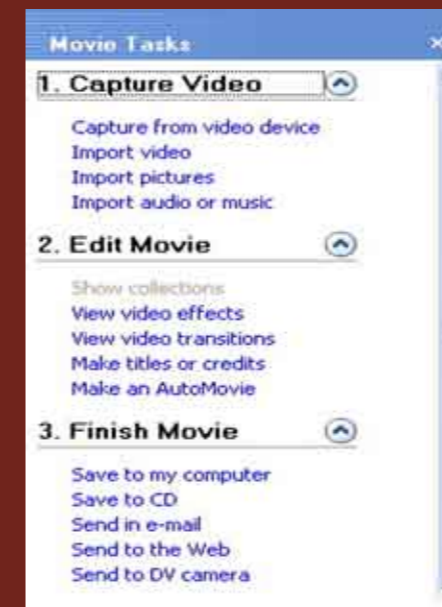 Movie Tasks
1. Capture Video
Capture from video device
Import video
Import pictures
Import audio or music
2. Edit Movie
Show collections
View video effects
View video transitions
Make titles or credits
Make an AutoMovie
3. Finish Movie
Save to my computer
Save to CD
Send in e-mail
Send to the Web
Send to DV camera